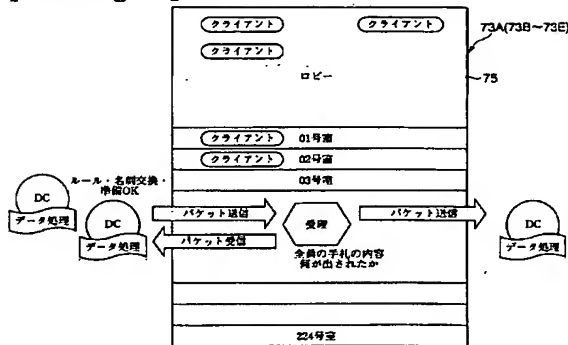 クライアント クライアント
クライアント
73A(73B～73E)
ロビー
75
クライアント 01号室
クライアント 02号室
03号室
ルール・名前交換・
準備OK
DC
データ処理
DC
データ処理
パケット送信
パケット受信
受理
パケット送信
DC
データ処理
全員の手札の内容
何が出されたか
224号室